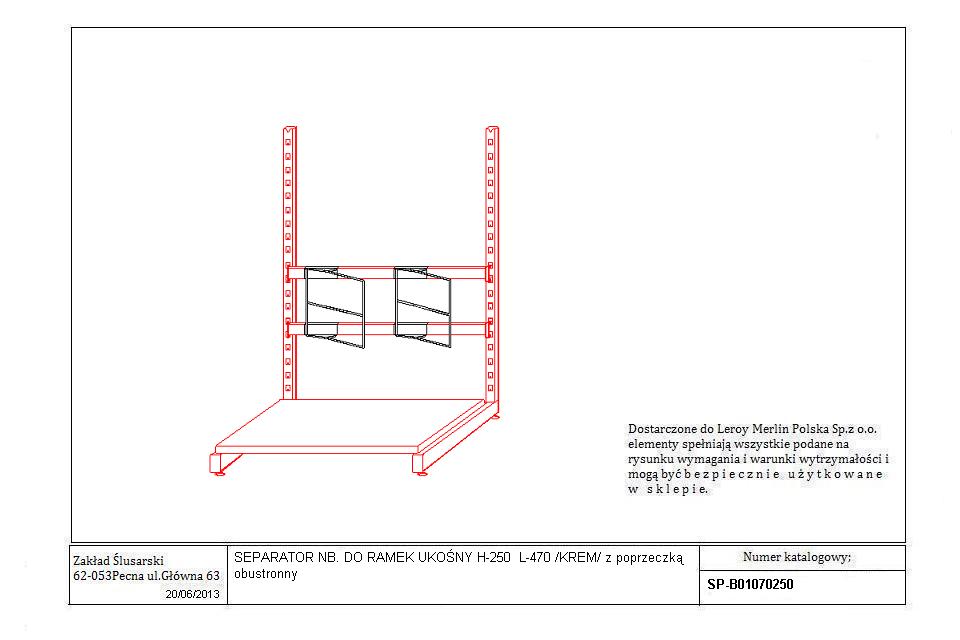 Dostarczone do Leroy Merlin Polska Sp.z o.o.
elementy spełniają wszystkie podane na
rysunku wymagania i warunki wytrzymałości i
mogą być b e z p i e c z n i e u ż y t k o w a n e
w s k l e p i e.
Zakład Ślusarski
62-053Pecna ul.Główna 63
20/06/2013
SEPARATOR NB. DO RAMEK UKOŚNY H-250 L-470 /KREM/ z poprzeczką
obustronny
Numer katalogowy;
SP-B01070250